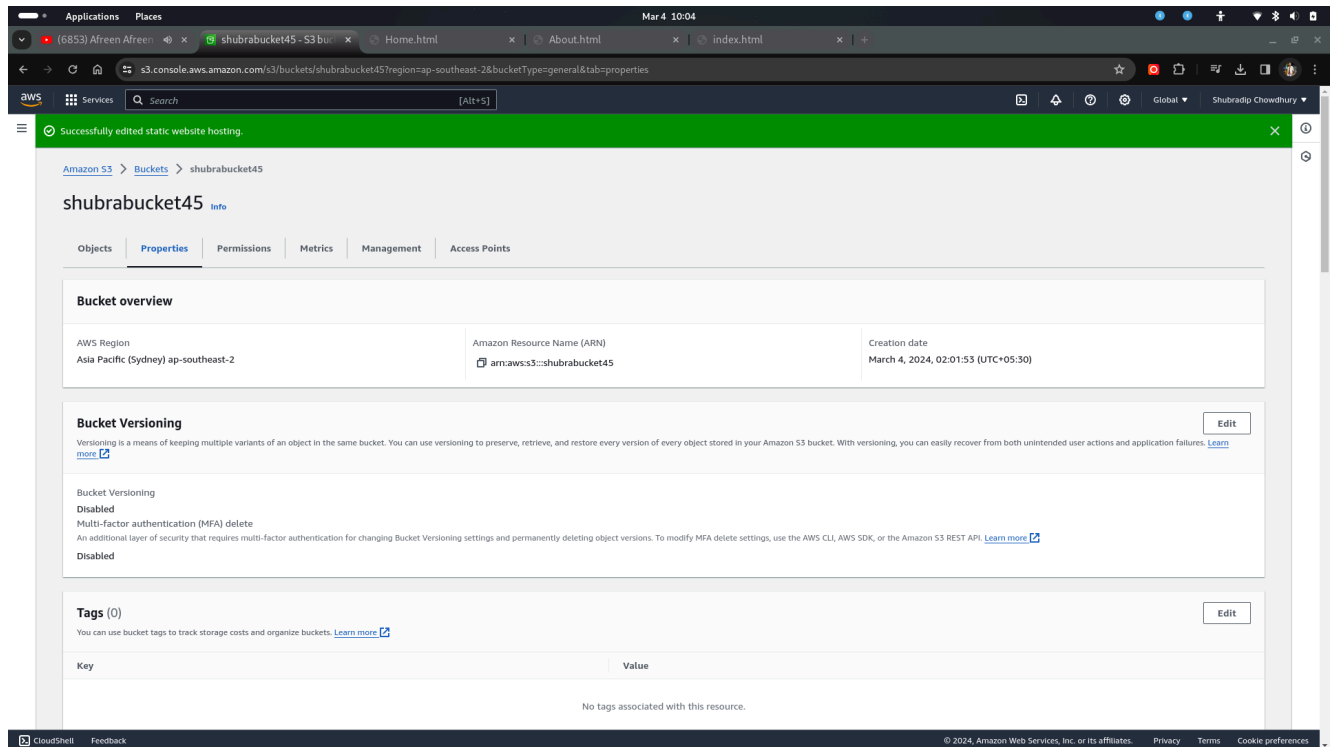 Applications Places Mar 4 10:04
(6853) Afreen Afreen shubrabucket45 - S3 buc Home.html About.html index.html
s3.console.aws.amazon.com/s3/buckets/shubrabucket45?region=ap-southeast-2&bucketType=general&tab=properties
aws Services Search [Alt+S] Global Shubradip Chowdhury
Successfully edited static website hosting.
Amazon S3 > Buckets > shubrabucket45
shubrabucket45 Info
Objects Properties Permissions Metrics Management Access Points
Bucket overview
AWS Region Amazon Resource Name (ARN) Creation date
Asia Pacific (Sydney) ap-southeast-2 arn:aws:s3:::shubrabucket45 March 4, 2024, 02:01:53 (UTC+05:30)
Bucket Versioning Edit
Versioning is a means of keeping multiple variants of an object in the same bucket. You can use versioning to preserve, retrieve, and restore every version of every object stored in your Amazon S3 bucket. With versioning, you can easily recover from both unintended user actions and application failures. Learn
more
Bucket Versioning
Disabled
Multi-factor authentication (MFA) delete
An additional layer of security that requires multi-factor authentication for changing Bucket Versioning settings and permanently deleting object versions. To modify MFA delete settings, use the AWS CLI, AWS SDK, or the Amazon S3 REST API. Learn more
Disabled
Tags (0) Edit
You can use bucket tags to track storage costs and organize buckets. Learn more
Key Value
No tags associated with this resource.
CloudShell Feedback © 2024, Amazon Web Services, Inc. or its affiliates. Privacy Terms Cookie preferences